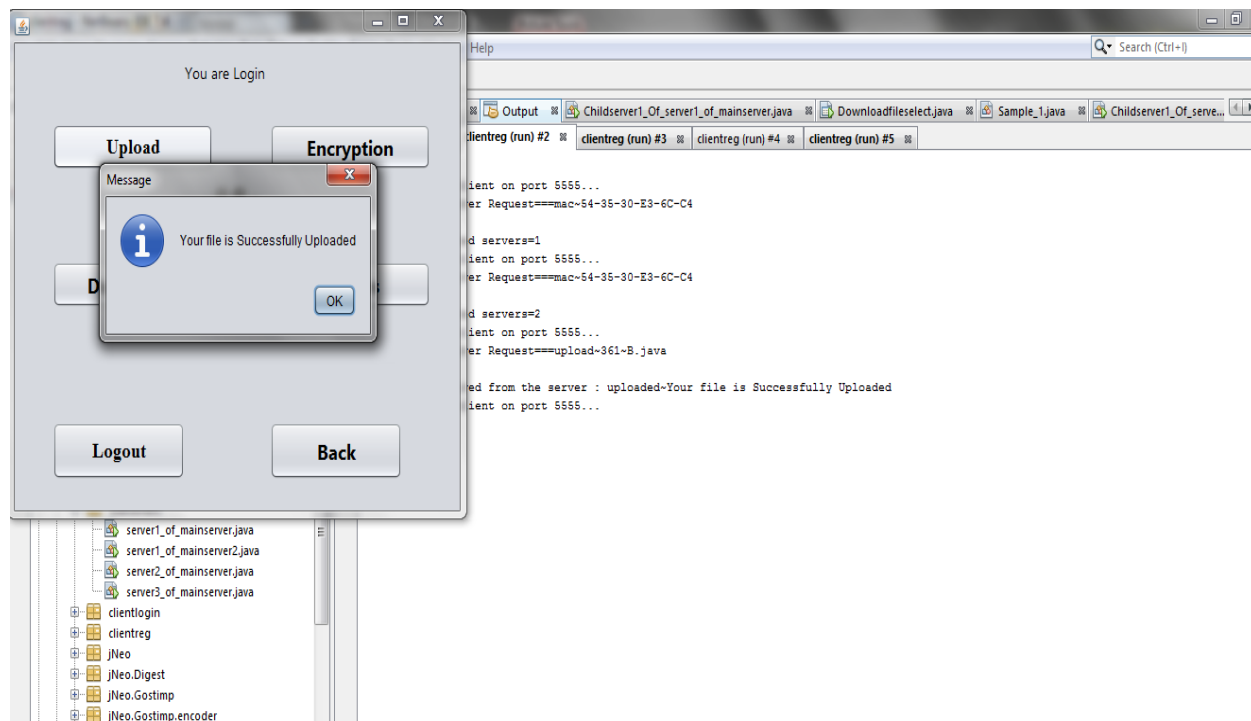 X
You are Login
Upload
Encryption
Message
X
Your file is Successfully Uploaded
OK
D
s
Logout
Back
Help
Search (Ctrl+I)
Output
Childserver1_Of_server1_of_mainserver.java
Downloadfileselect.java
Sample_1.java
Childserver1_Of_serve...
clientreg (run) #2
clientreg (run) #3
clientreg (run) #4
clientreg (run) #5
ient on port 5555...
er Request===mac~54-35-30-E3-6C-C4
d servers=1
ient on port 5555...
er Request===mac~54-35-30-E3-6C-C4
d servers=2
ient on port 5555...
er Request===upload~361~B.java
ed from the server : uploaded~Your file is Successfully Uploaded
ient on port 5555...
server1_of_mainserver.java
server1_of_mainserver2.java
server2_of_mainserver.java
server3_of_mainserver.java
clientlogin
clientreg
jNeo
jNeo.Digest
jNeo.Gostimp
jNeo.Gostimp.encoder